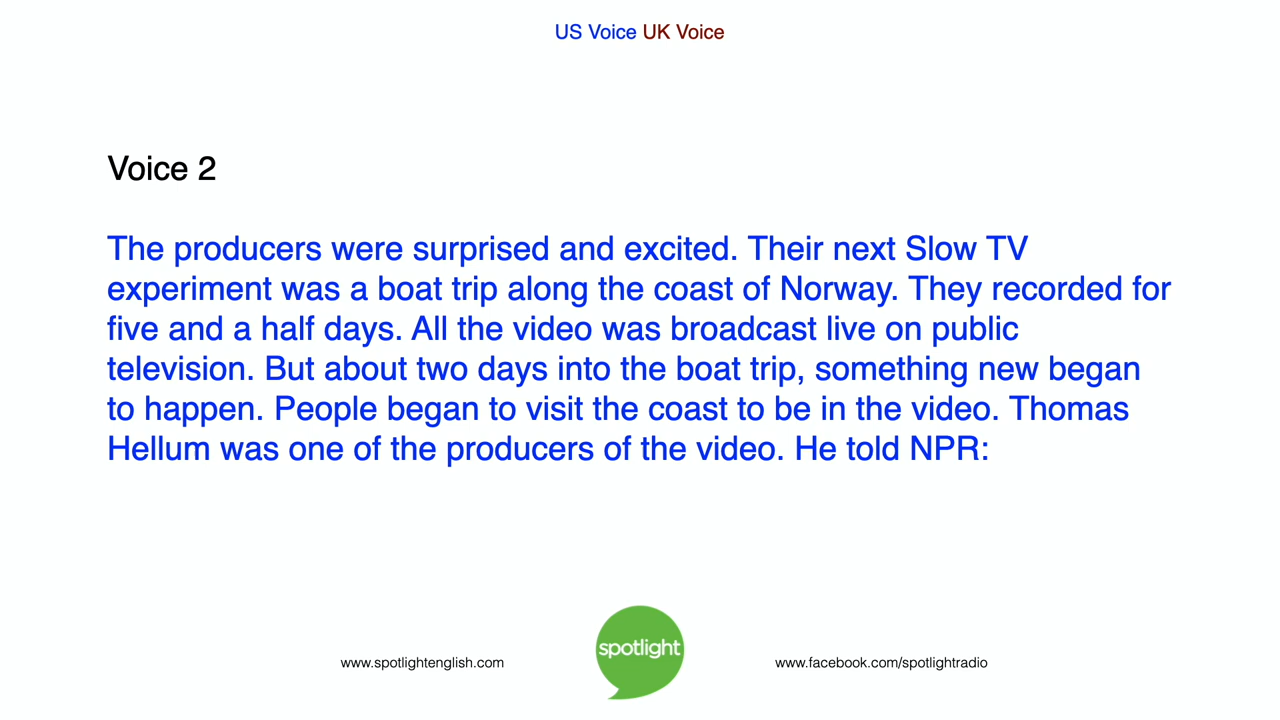 US Voice UK Voice
Voice 2
The producers were surprised and excited. Their next Slow TV
experiment was a boat trip along the coast of Norway. They recorded for
five and a half days. All the video was broadcast live on public
television. But about two days into the boat trip, something new began
to happen. People began to visit the coast to be in the video. Thomas
Hellum was one of the producers of the video. He told NPR:
spotlight
www.spotlightenglish.com
www.facebook.com/spotlightradio